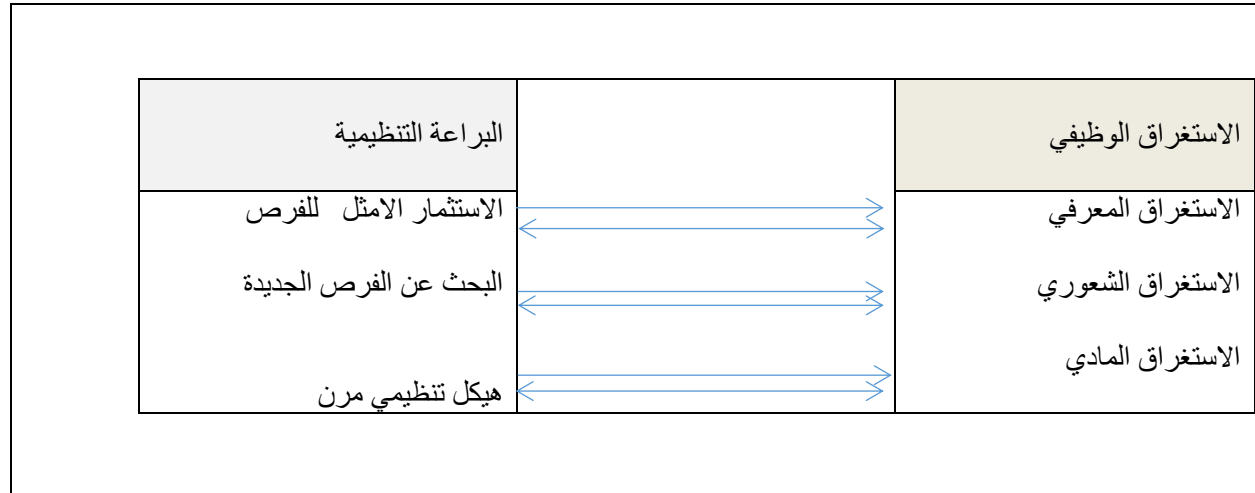 الاستغراق الوظيفي
البراعة التنظيمية
الاستغراق المعرفي
الاستثمار الامثل للفرص
الاستغراق الشعوري
البحث عن الفرص الجديدة
الاستغراق المادي
هيكل تنظيمي مرن